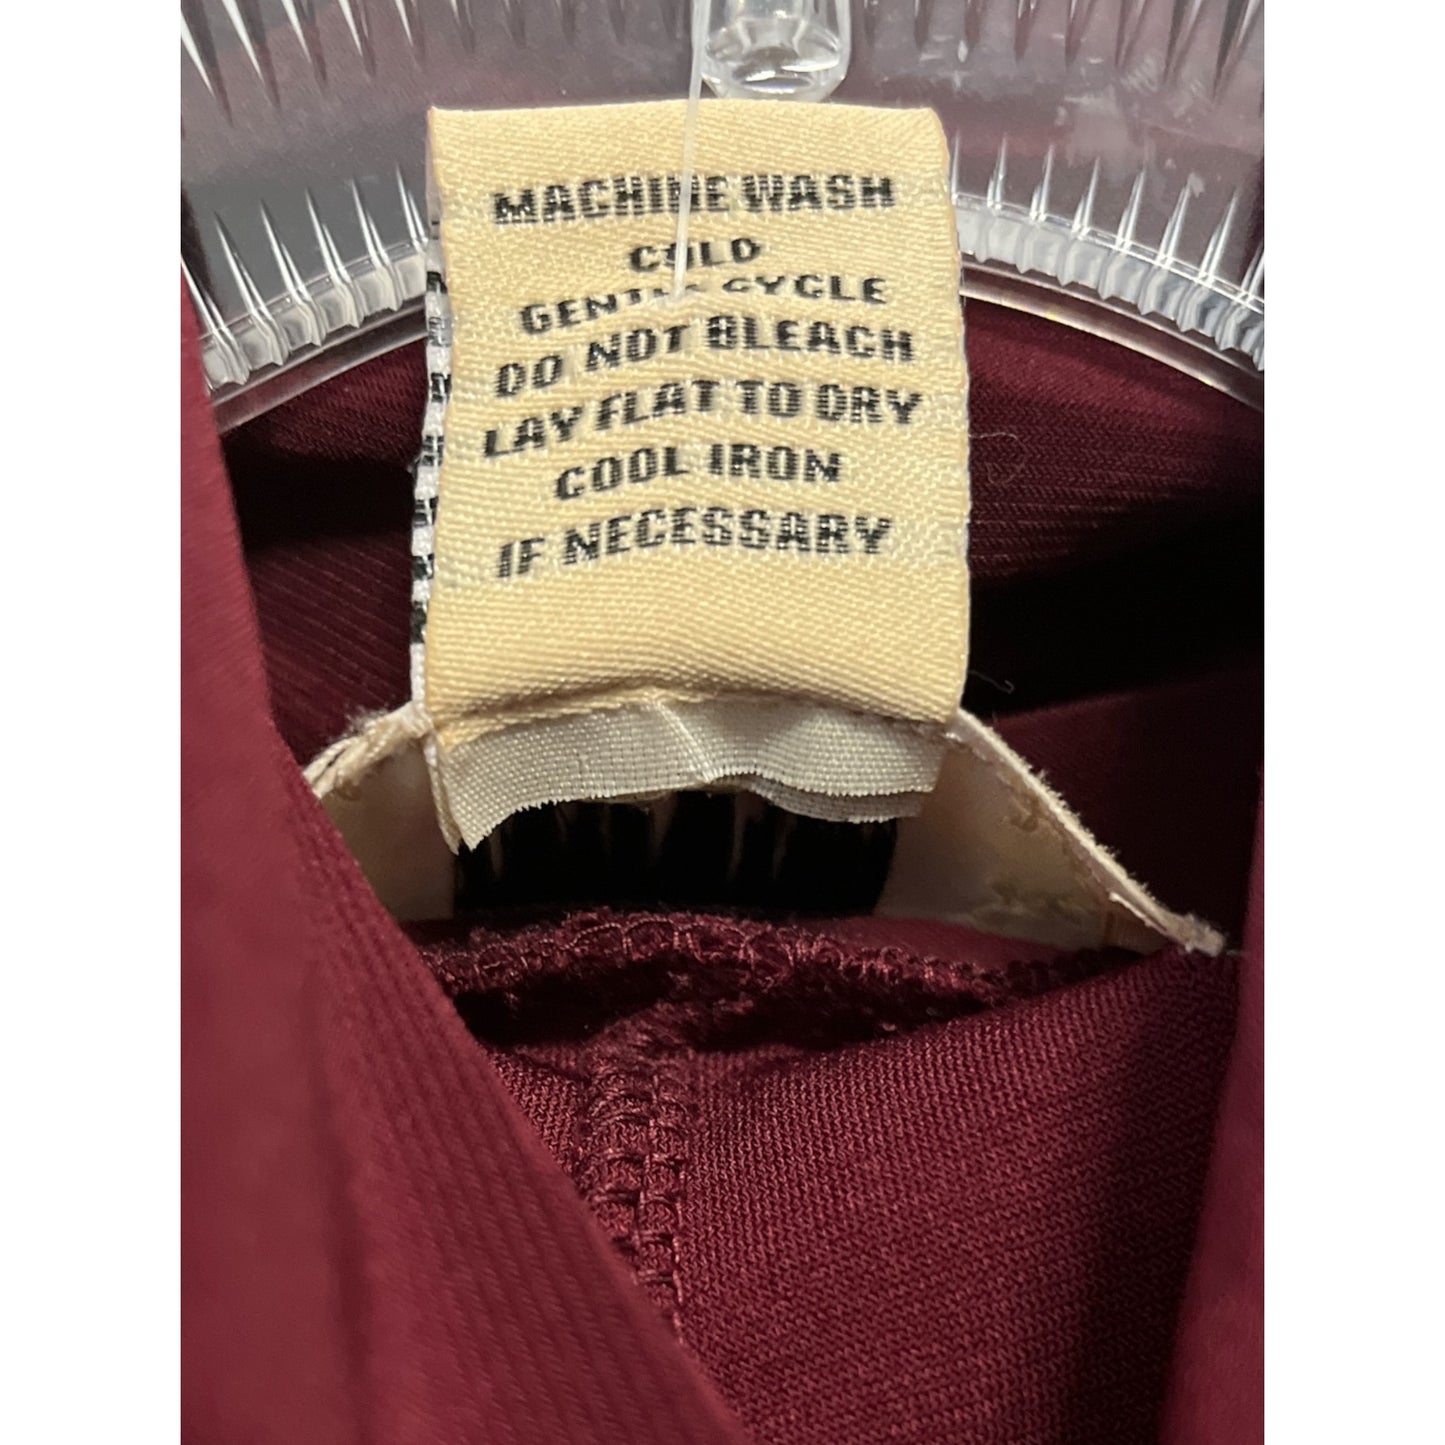 MACHINE WASH
COLD
GENTLE CYCLE
DO NOT BLEACH
LAY FLAT TO DRY
COOL IRON
IF NECESSARY